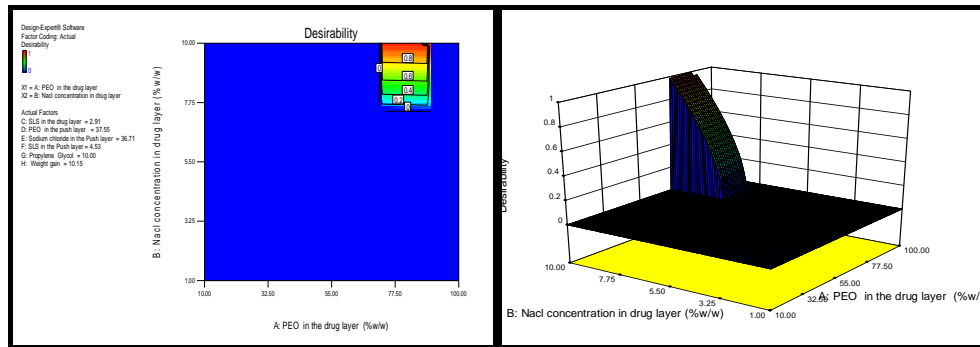 Design-Expert® Software
Factor Coding: Actual
Desirability
1
0
X1 = A: PEO in the drug layer
X2 = B: Nacl concentration in drug layer
Actual Factors
C: SLS in the drug layer = 2.91
D: PEO in the push layer = 37.55
E: Sodium chloride in the Push layer = 36.71
F: SLS in the Push layer = 4.53
G: Propylene Glycol = 10.00
H: Weight gain = 10.15
Desirability
B: Nacl concentration in drug layer (%w/w)
10.00
7.75
5.50
3.25
1.00
10.00 32.50 55.00 77.50 100.00
A: PEO in the drug layer (%w/w)
0
0.8
0.6
0.4
0.2
0
Desirability
1
0.8
0.6
0.4
0.2
0
10.00
7.75
5.50
3.25
1.00
10.00
32.50
55.00
77.50
100.00
B: Nacl concentration in drug layer (%w/w)
A: PEO in the drug layer (%w/